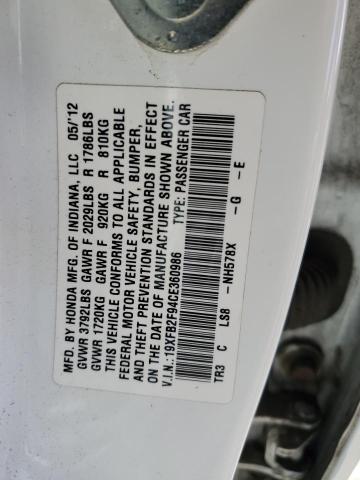 MFD. BY HONDA MFG. OF INDIANA, LLC 05/'12
GVWR 3792LBS GAWR F 2029LBS R 1786LBS
GVWR 1720KG GAWR F 920KG R 810KG
THIS VEHICLE CONFORMS TO ALL APPLICABLE
FEDERAL MOTOR VEHICLE SAFETY, BUMPER,
AND THEFT PREVENTION STANDARDS IN EFFECT
ON THE DATE OF MANUFACTURE SHOWN ABOVE.
V.I.N.:19XFB2F94CE360986 TYPE: PASSENGER CAR
TR3 C LS8 -NH578X -G -E